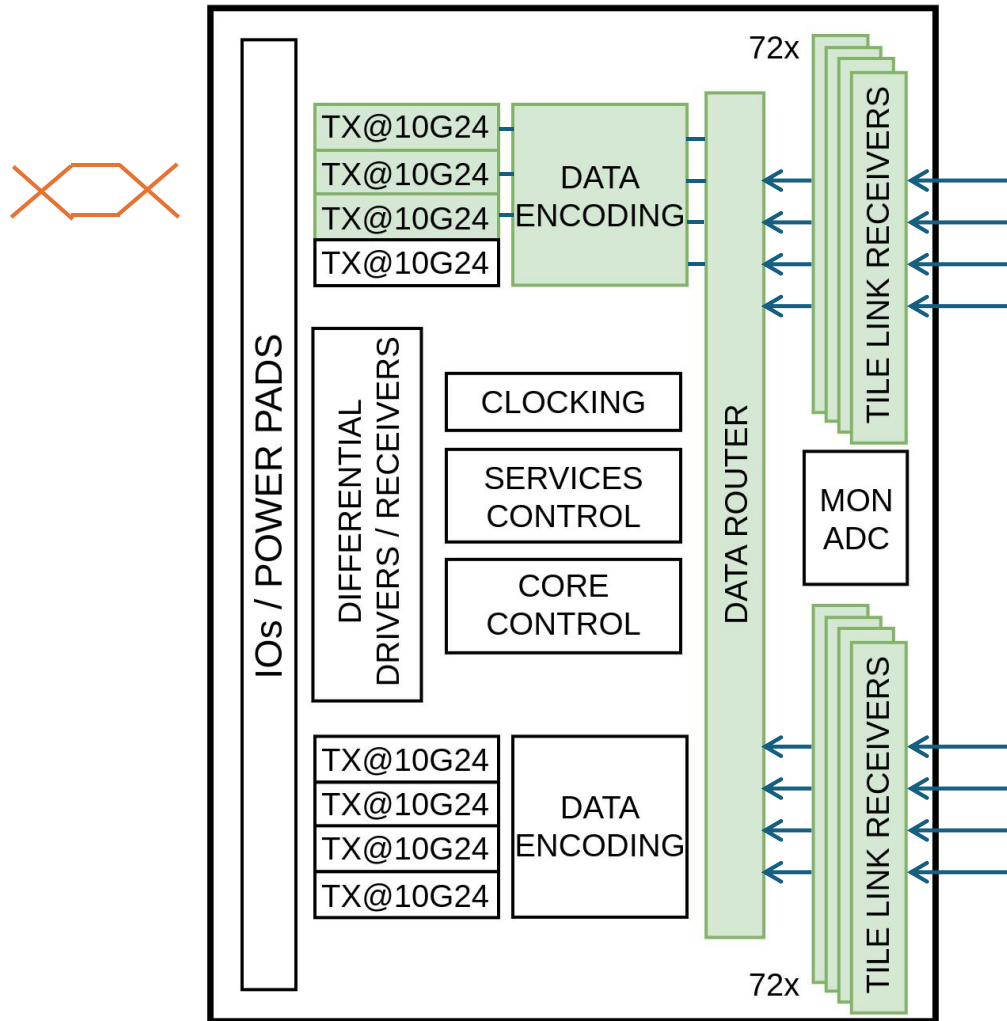 72x
IOs / POWER PADS
TX@10G24
TX@10G24
TX@10G24
TX@10G24
DATA
ENCODING
DATA ROUTER
TILE LINK RECEIVERS
DIFFERENTIAL
DRIVERS / RECEIVERS
CLOCKING
SERVICES
CONTROL
CORE
CONTROL
MON
ADC
TX@10G24
TX@10G24
TX@10G24
TX@10G24
DATA
ENCODING
TILE LINK RECEIVERS
72x